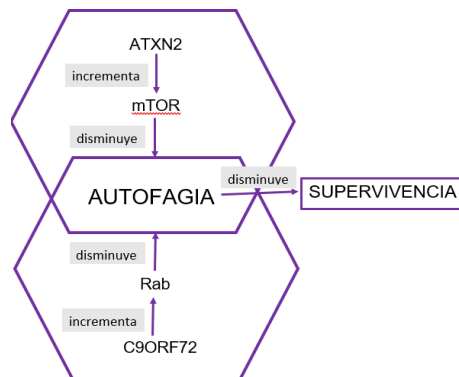 ATXN2
incrementa
mTOR
disminuye
disminuye
AUTOFAGIA
SUPERVIVENCIA
disminuye
Rab
incrementa
C9ORF72